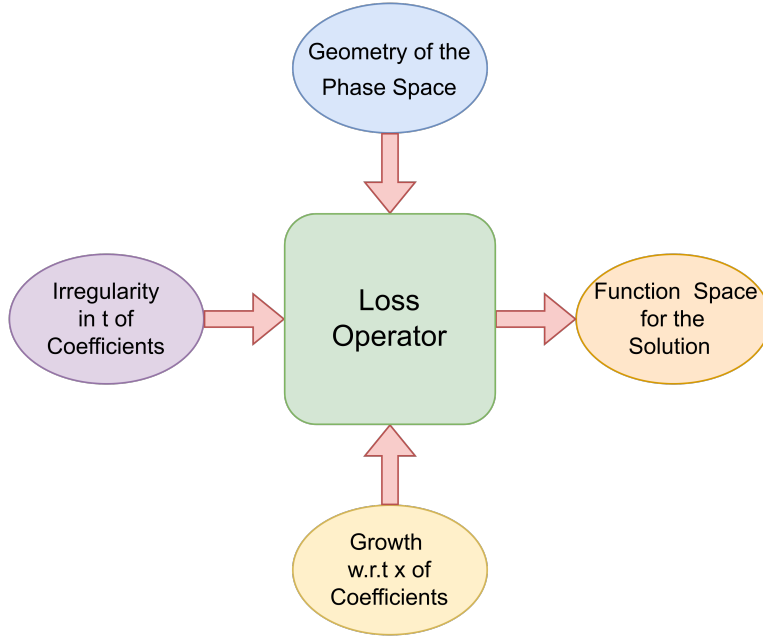 Geometry of the
Phase Space
Irregularity
in t of
Coefficients
Loss
Operator
Function Space
for the
Solution
Growth
w.r.t x of
Coefficients